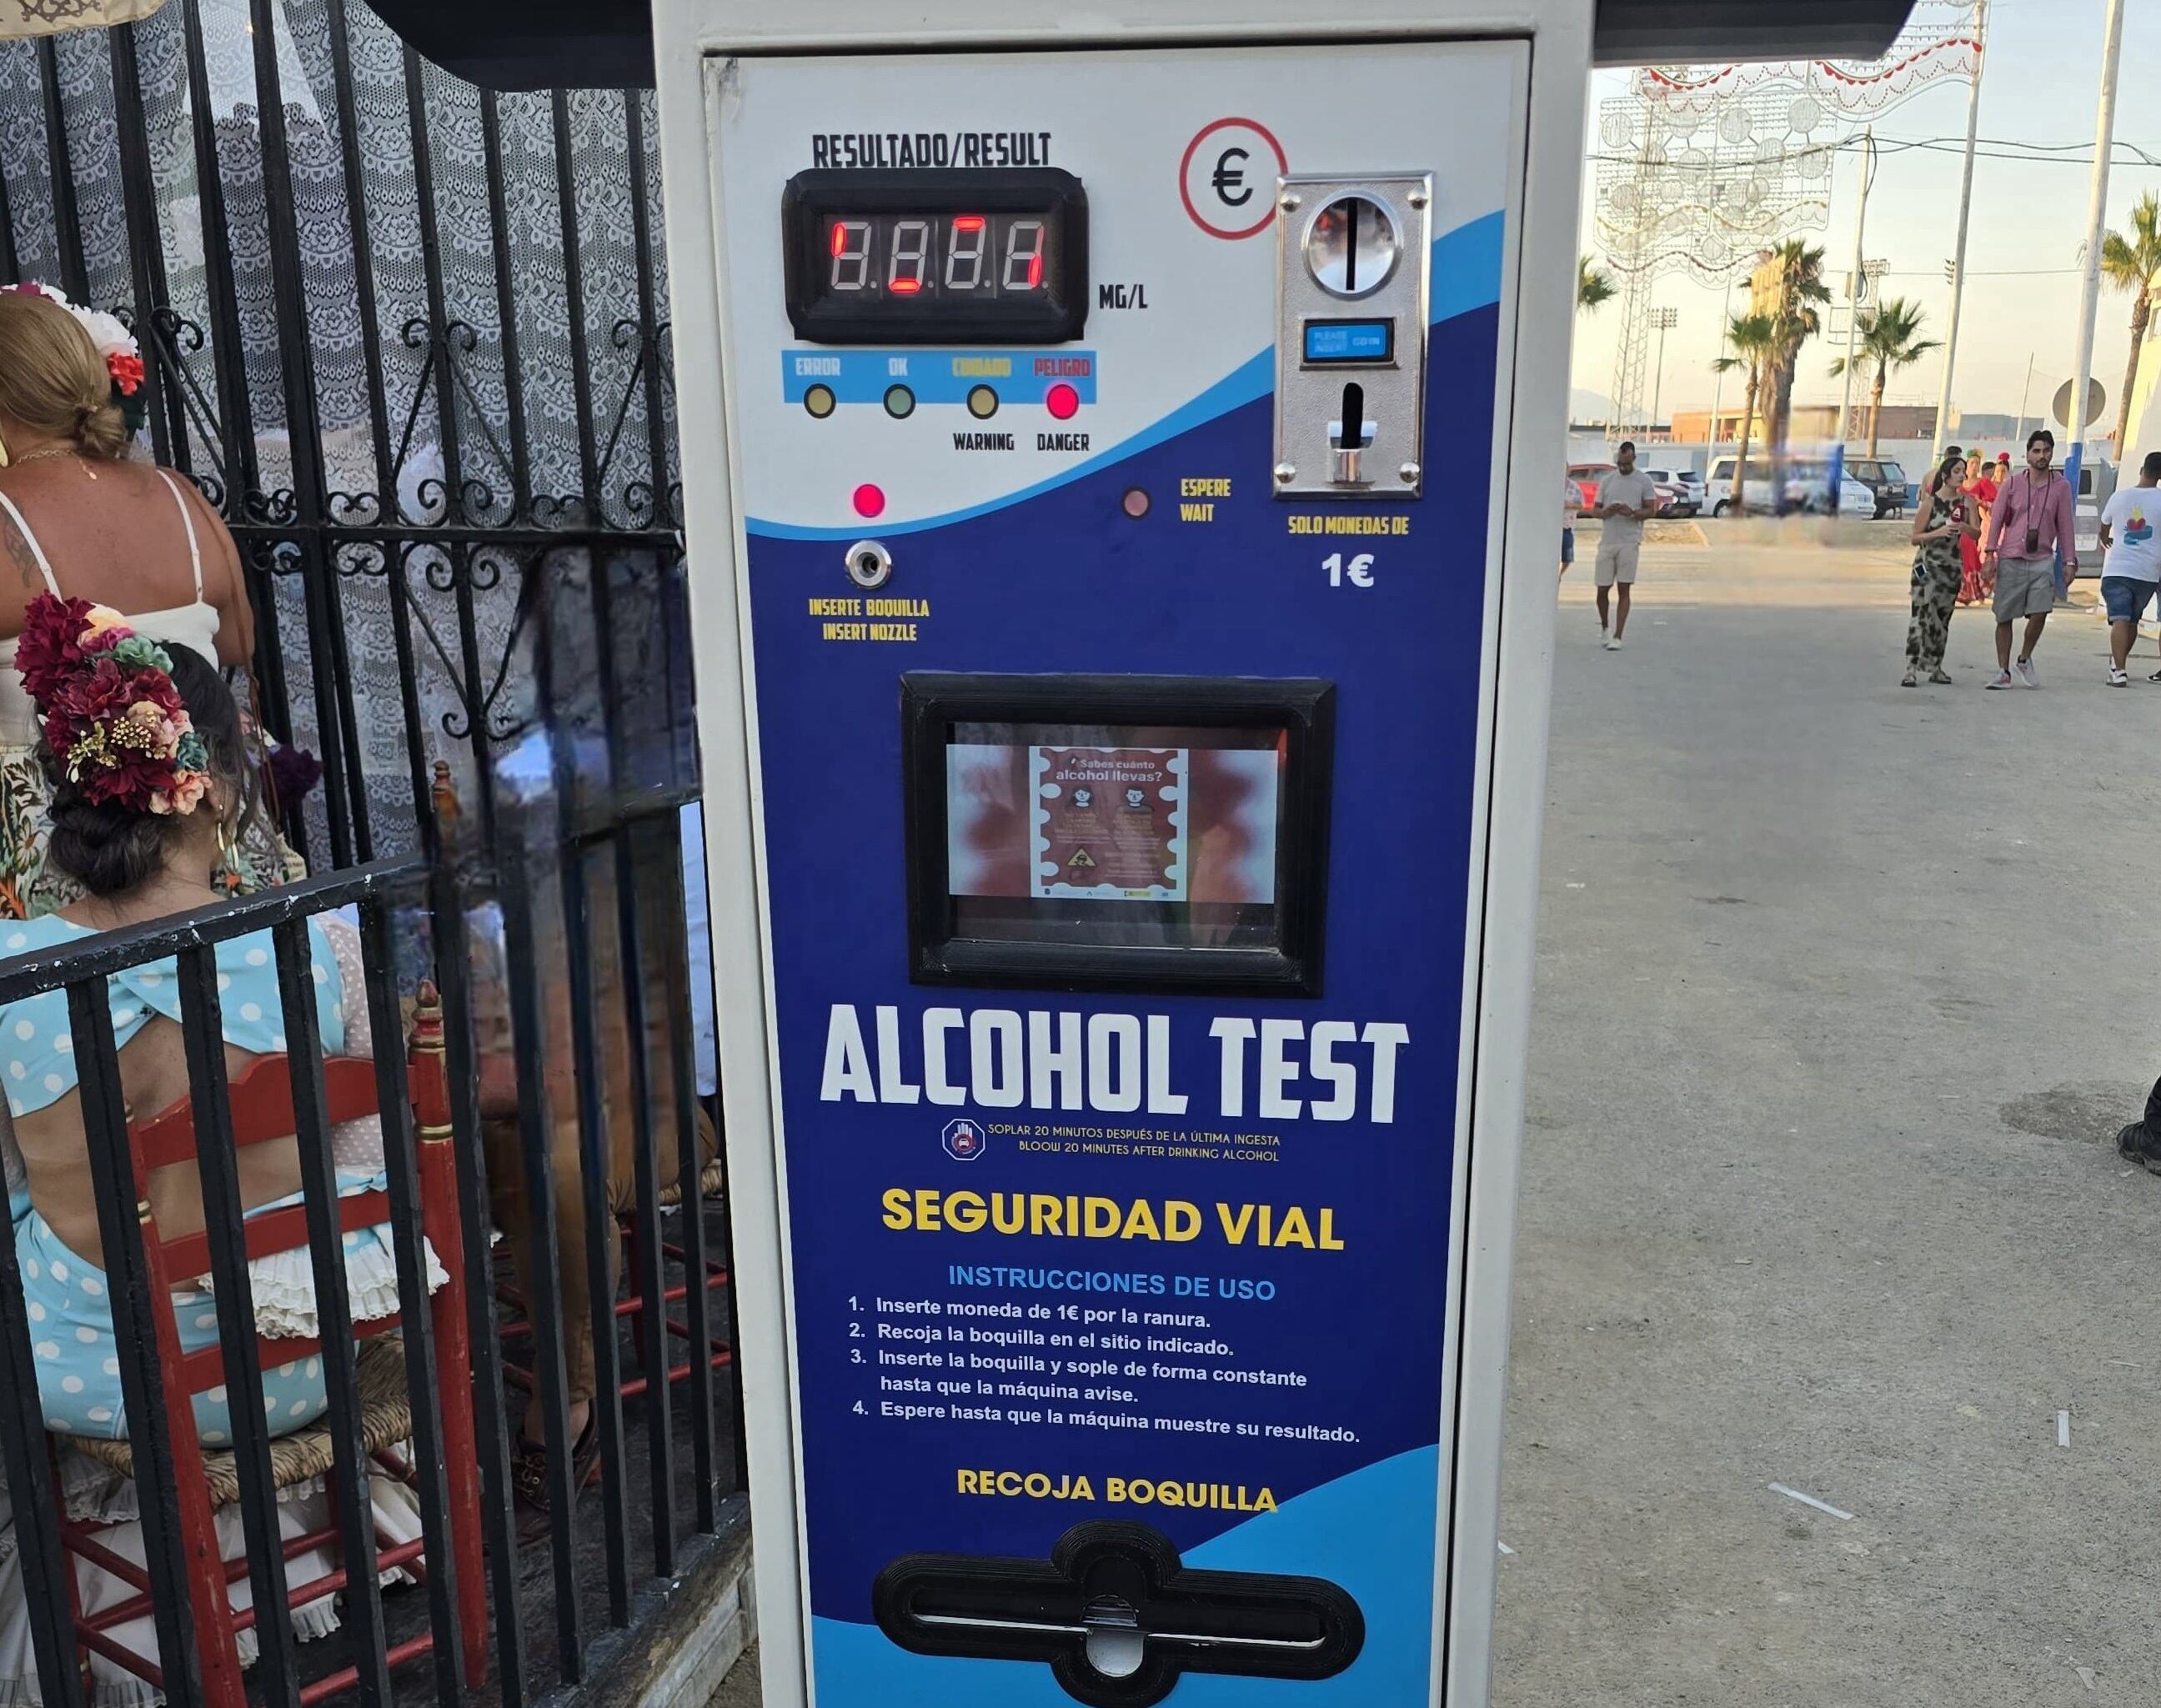 RESULTADO/RESULT
€
MG/L
PLEASE
INSERT COIN
ERROR OK CUIDADO PELIGRO
WARNING DANGER
ESPERE
WAIT
SOLO MONEDAS DE
1€
INSERTE BOQUILLA
INSERT NOZZLE
¿Sabes cuánto
alcohol llevas?
ALCOHOL TEST
SOPLAR 20 MINUTOS DESPUÉS DE LA ÚLTIMA INGESTA
BLOOW 20 MINUTES AFTER DRINKING ALCOHOL
SEGURIDAD VIAL
INSTRUCCIONES DE USO
1. Inserte moneda de 1€ por la ranura.
2. Recoja la boquilla en el sitio indicado.
3. Inserte la boquilla y sople de forma constante
hasta que la máquina avise.
4. Espere hasta que la máquina muestre su resultado.
RECOJA BOQUILLA